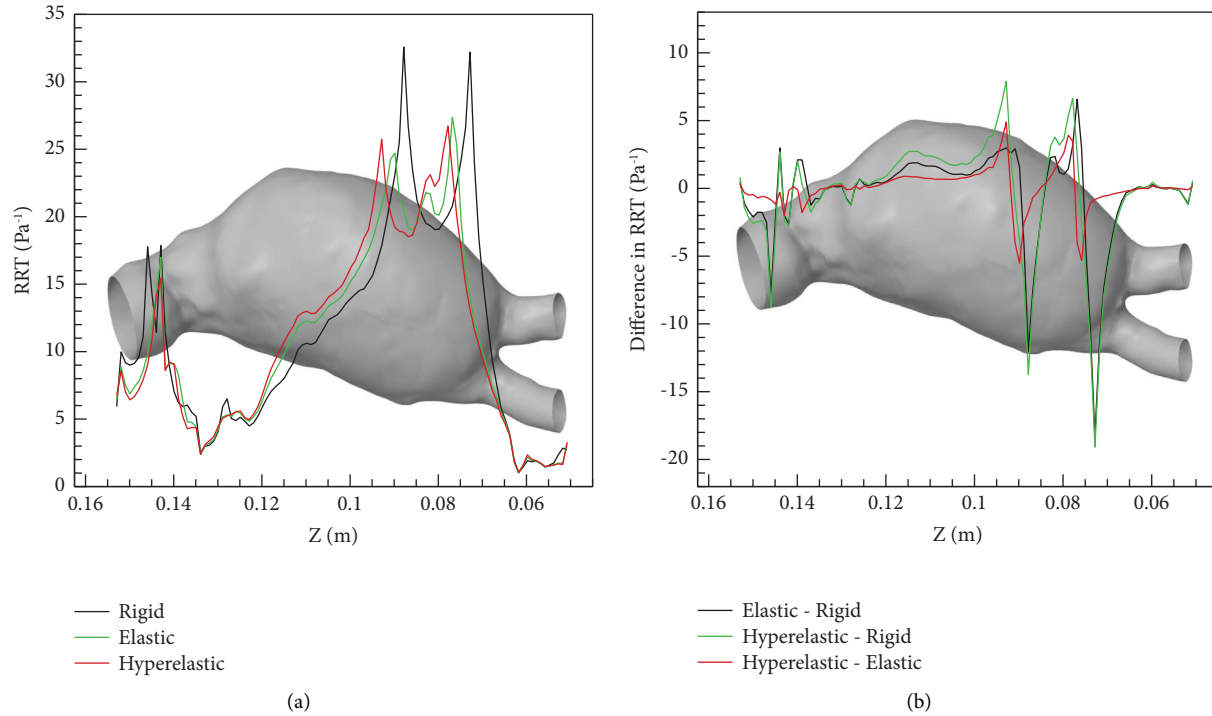 35
30
25
20
15
10
5
0
RRT (Pa-1)
0.16
0.14
0.12
0.1
0.08
0.06
Z (m)
Rigid
Elastic
Hyperelastic
(a)
10
5
0
-5
-10
-15
-20
Difference in RRT (Pa-1)
0.16
0.14
0.12
0.1
0.08
0.06
Z (m)
Elastic - Rigid
Hyperelastic - Rigid
Hyperelastic - Elastic
(b)